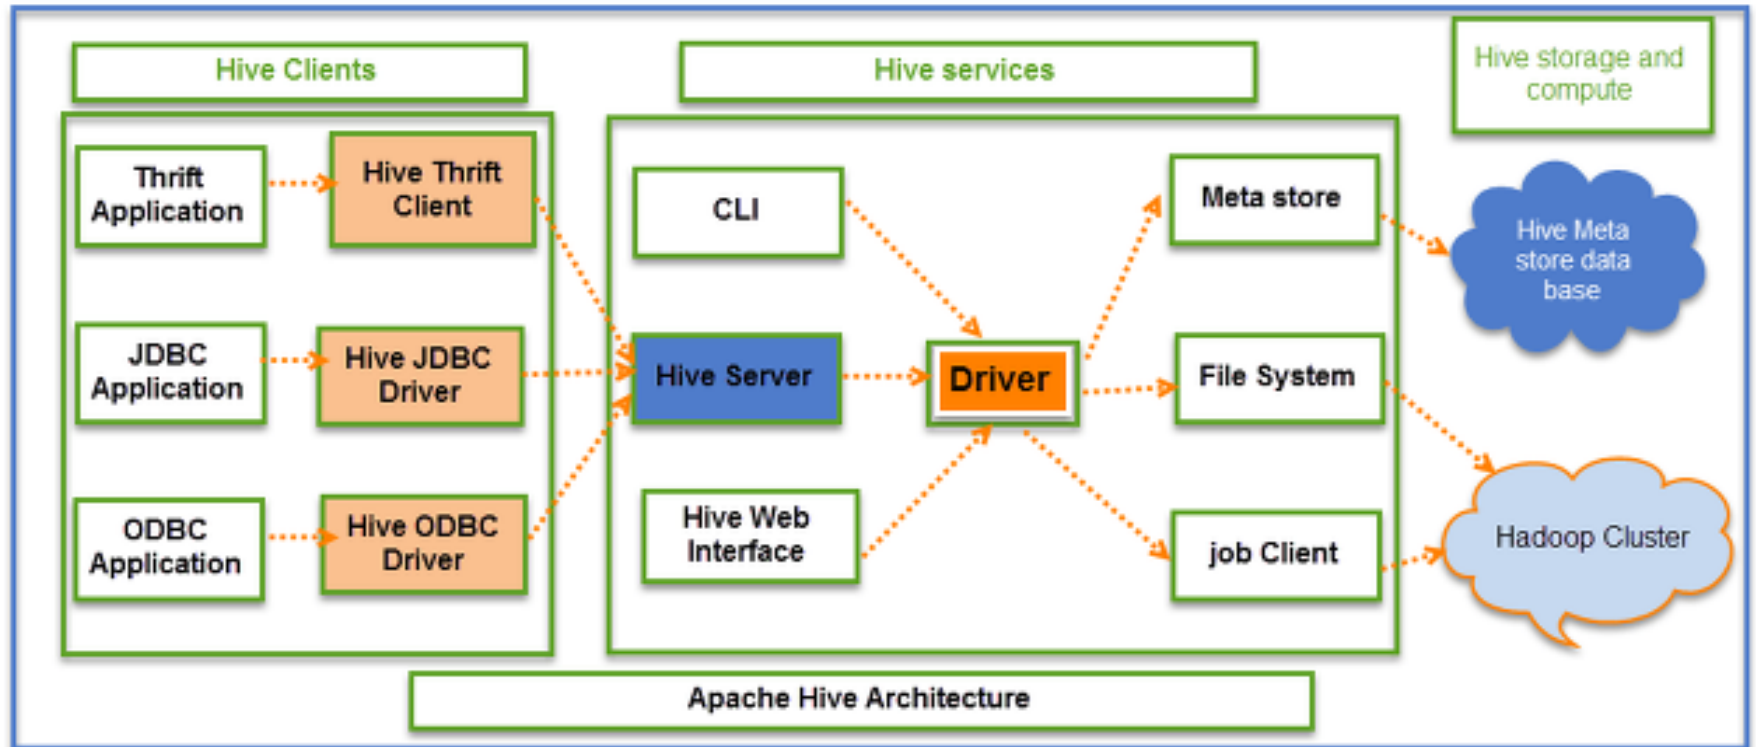 Hive Clients
Hive services
Hive storage and
compute
Thrift
Application
Hive Thrift
Client
JDBC
Application
Hive JDBC
Driver
ODBC
Application
Hive ODBC
Driver
CLI
Hive Server
Hive Web
Interface
Driver
Meta store
File System
job Client
Hive Meta
store data
base
Hadoop Cluster
Apache Hive Architecture